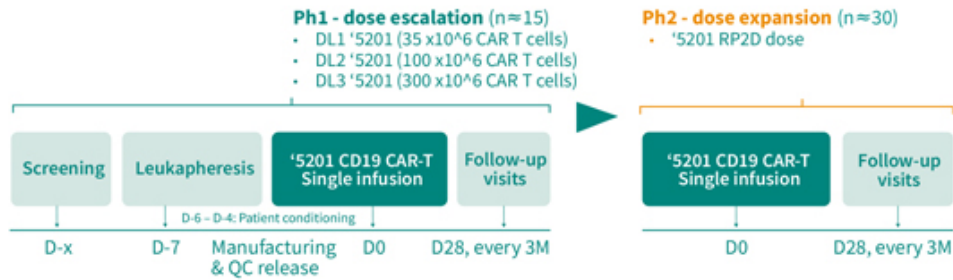 Ph1 - dose escalation (n≈15)
• DL1 ‘5201 (35 x10^6 CAR T cells)
• DL2 ‘5201 (100 x10^6 CAR T cells)
• DL3 ‘5201 (300 x10^6 CAR T cells)
Ph2 - dose expansion (n≈30)
• ‘5201 RP2D dose
Screening
Leukapheresis
‘5201 CD19 CAR-T
Single infusion
Follow-up
visits
‘5201 CD19 CAR-T
Single infusion
Follow-up
visits
D-6 – D-4: Patient conditioning
D-x
D-7
Manufacturing
& QC release
D0
D28, every 3M
D0
D28, every 3M